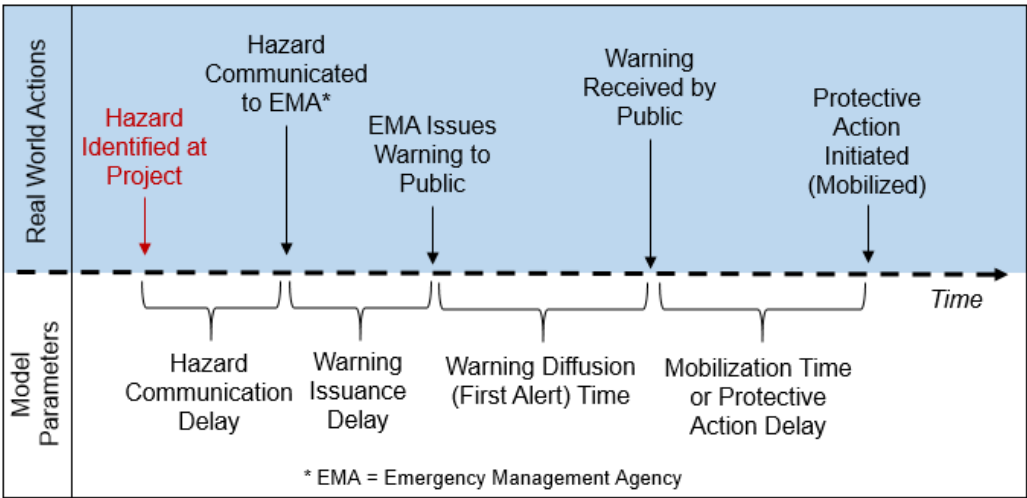 Real World Actions
Hazard
Identified at
Project
Hazard
Communicated
to EMA*
EMA Issues
Warning to
Public
Warning
Received by
Public
Protective
Action
Initiated
(Mobilized)
Time
Model
Parameters
Hazard
Communication
Delay
Warning
Issuance
Delay
Warning Diffusion
(First Alert) Time
Mobilization Time
or Protective
Action Delay
* EMA = Emergency Management Agency